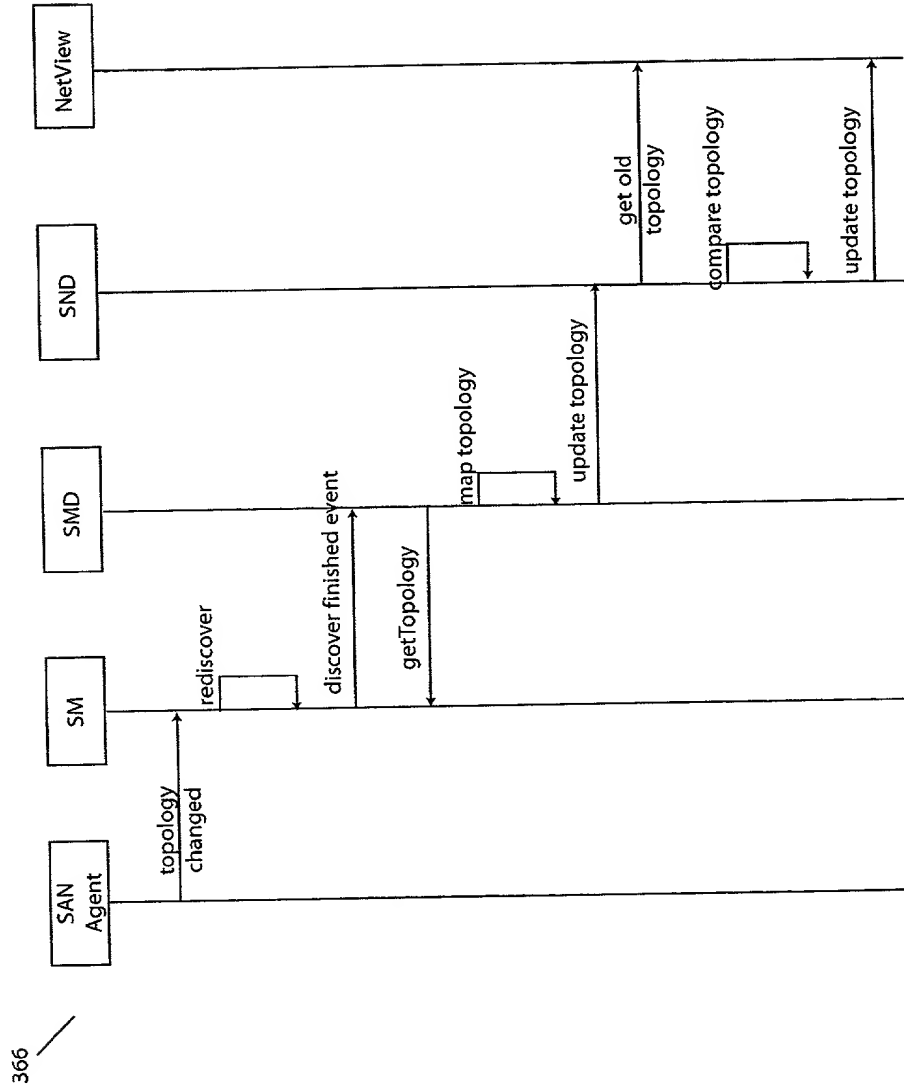 366
SAN
Agent
SM
SMD
SND
NetView
topology
changed
rediscover
discover finished event
getTopology
map topology
update topology
get old
topology
compare topology
update topology